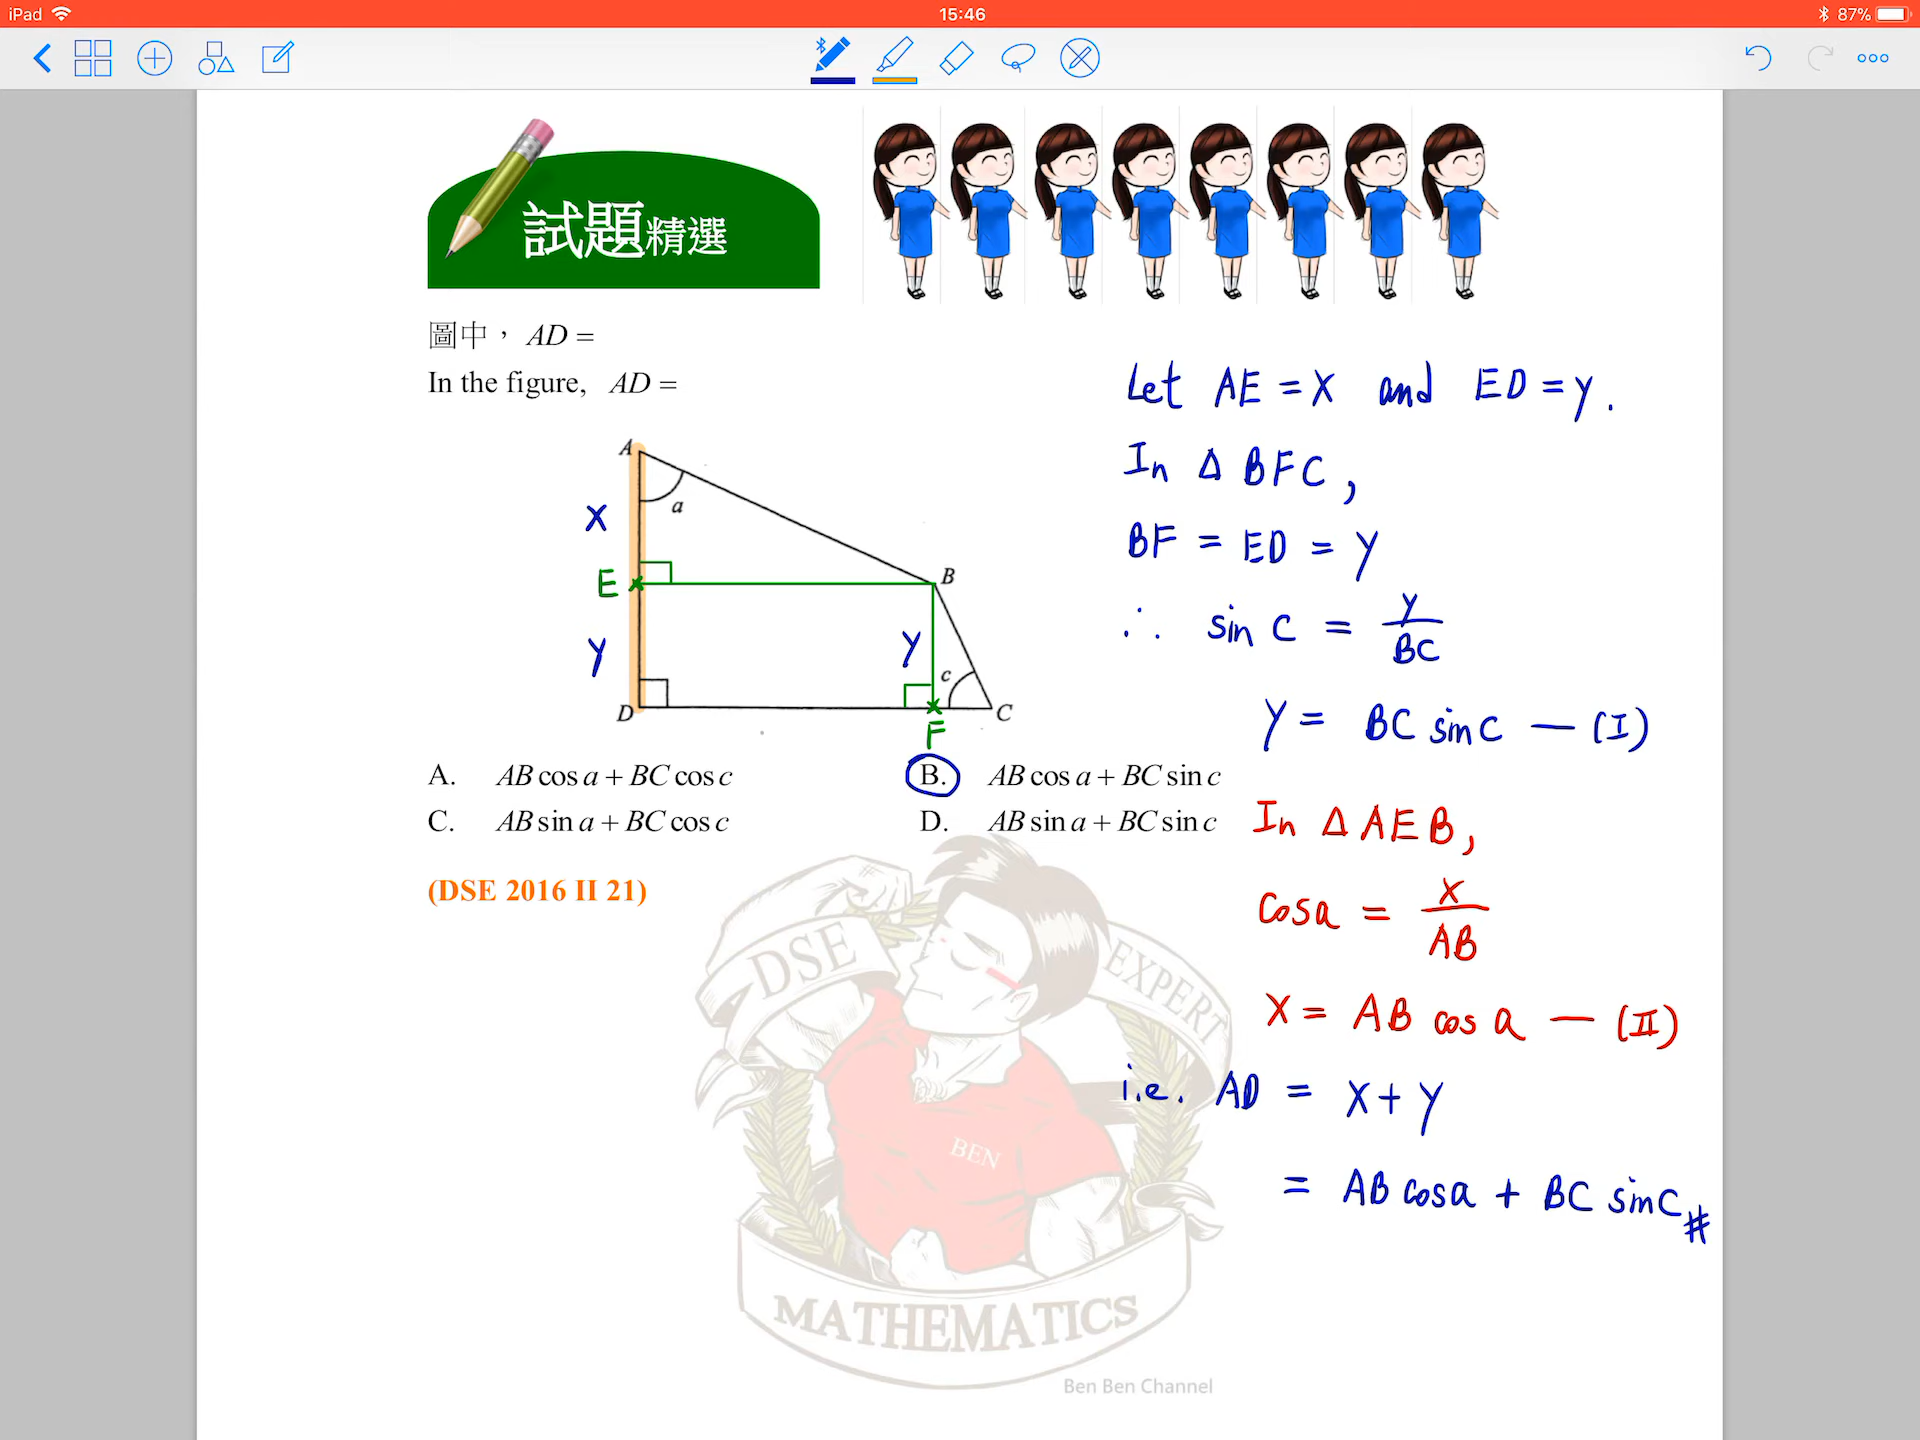 iPad 15:46 87%
試題精選
圖中，AD =
In the figure, AD =
A
a
X
E
B
Y
Y
c
D
F
C
A. AB cos a + BC cos c
B. AB cos a + BC sin c
C. AB sin a + BC cos c
D. AB sin a + BC sin c
(DSE 2016 II 21)
Let AE = X and ED = Y.
In Δ BFC,
BF = ED = Y
∴ sin C = Y/BC
Y = BC sin C — (I)
In Δ AEB,
cos a = X/AB
X = AB cos a — (II)
i.e. AD = X + Y
= AB cos a + BC sin C #
DSE EXPERT
BEN
MATHEMATICS
Ben Ben Channel